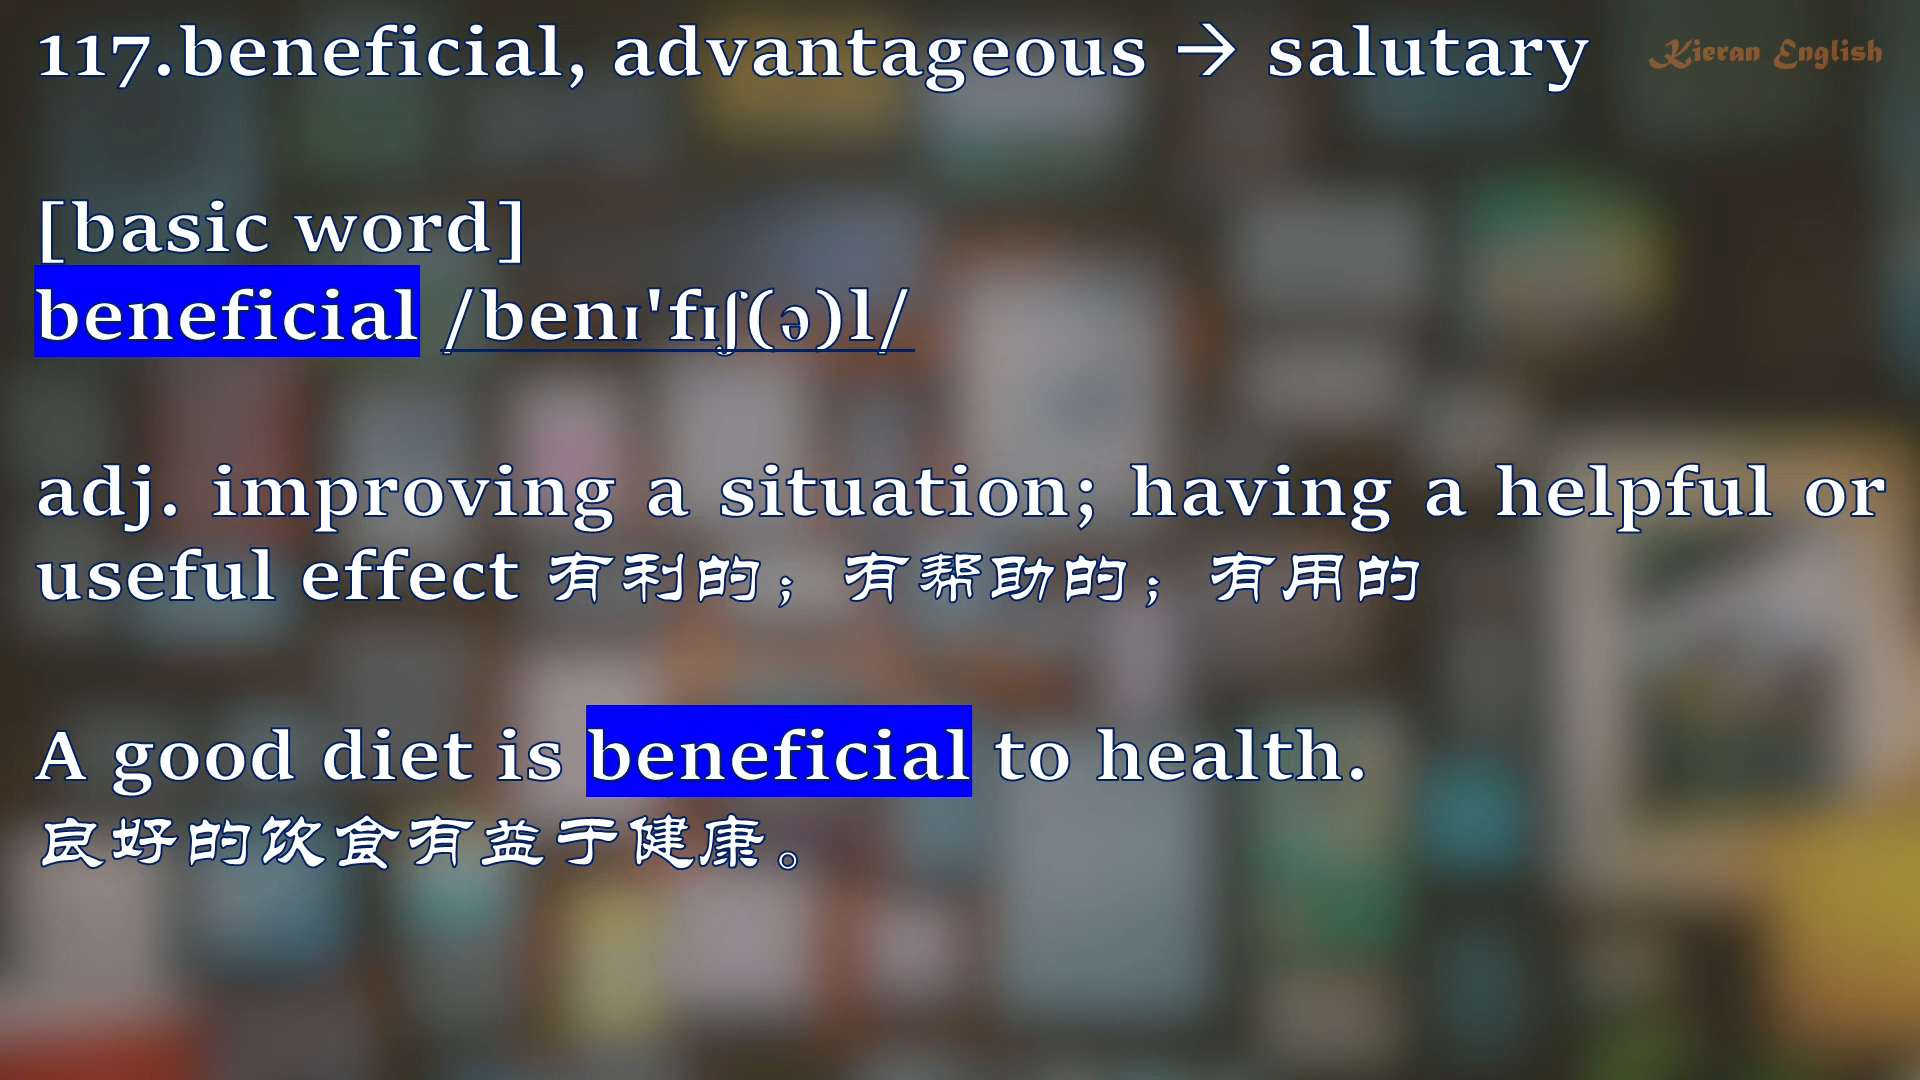 117.beneficial, advantageous → salutary
Kieran English
[basic word]
beneficial /benɪ'fɪʃ(ə)l/
adj. improving a situation; having a helpful or
useful effect 有利的；有帮助的；有用的
A good diet is beneficial to health.
良好的饮食有益于健康。